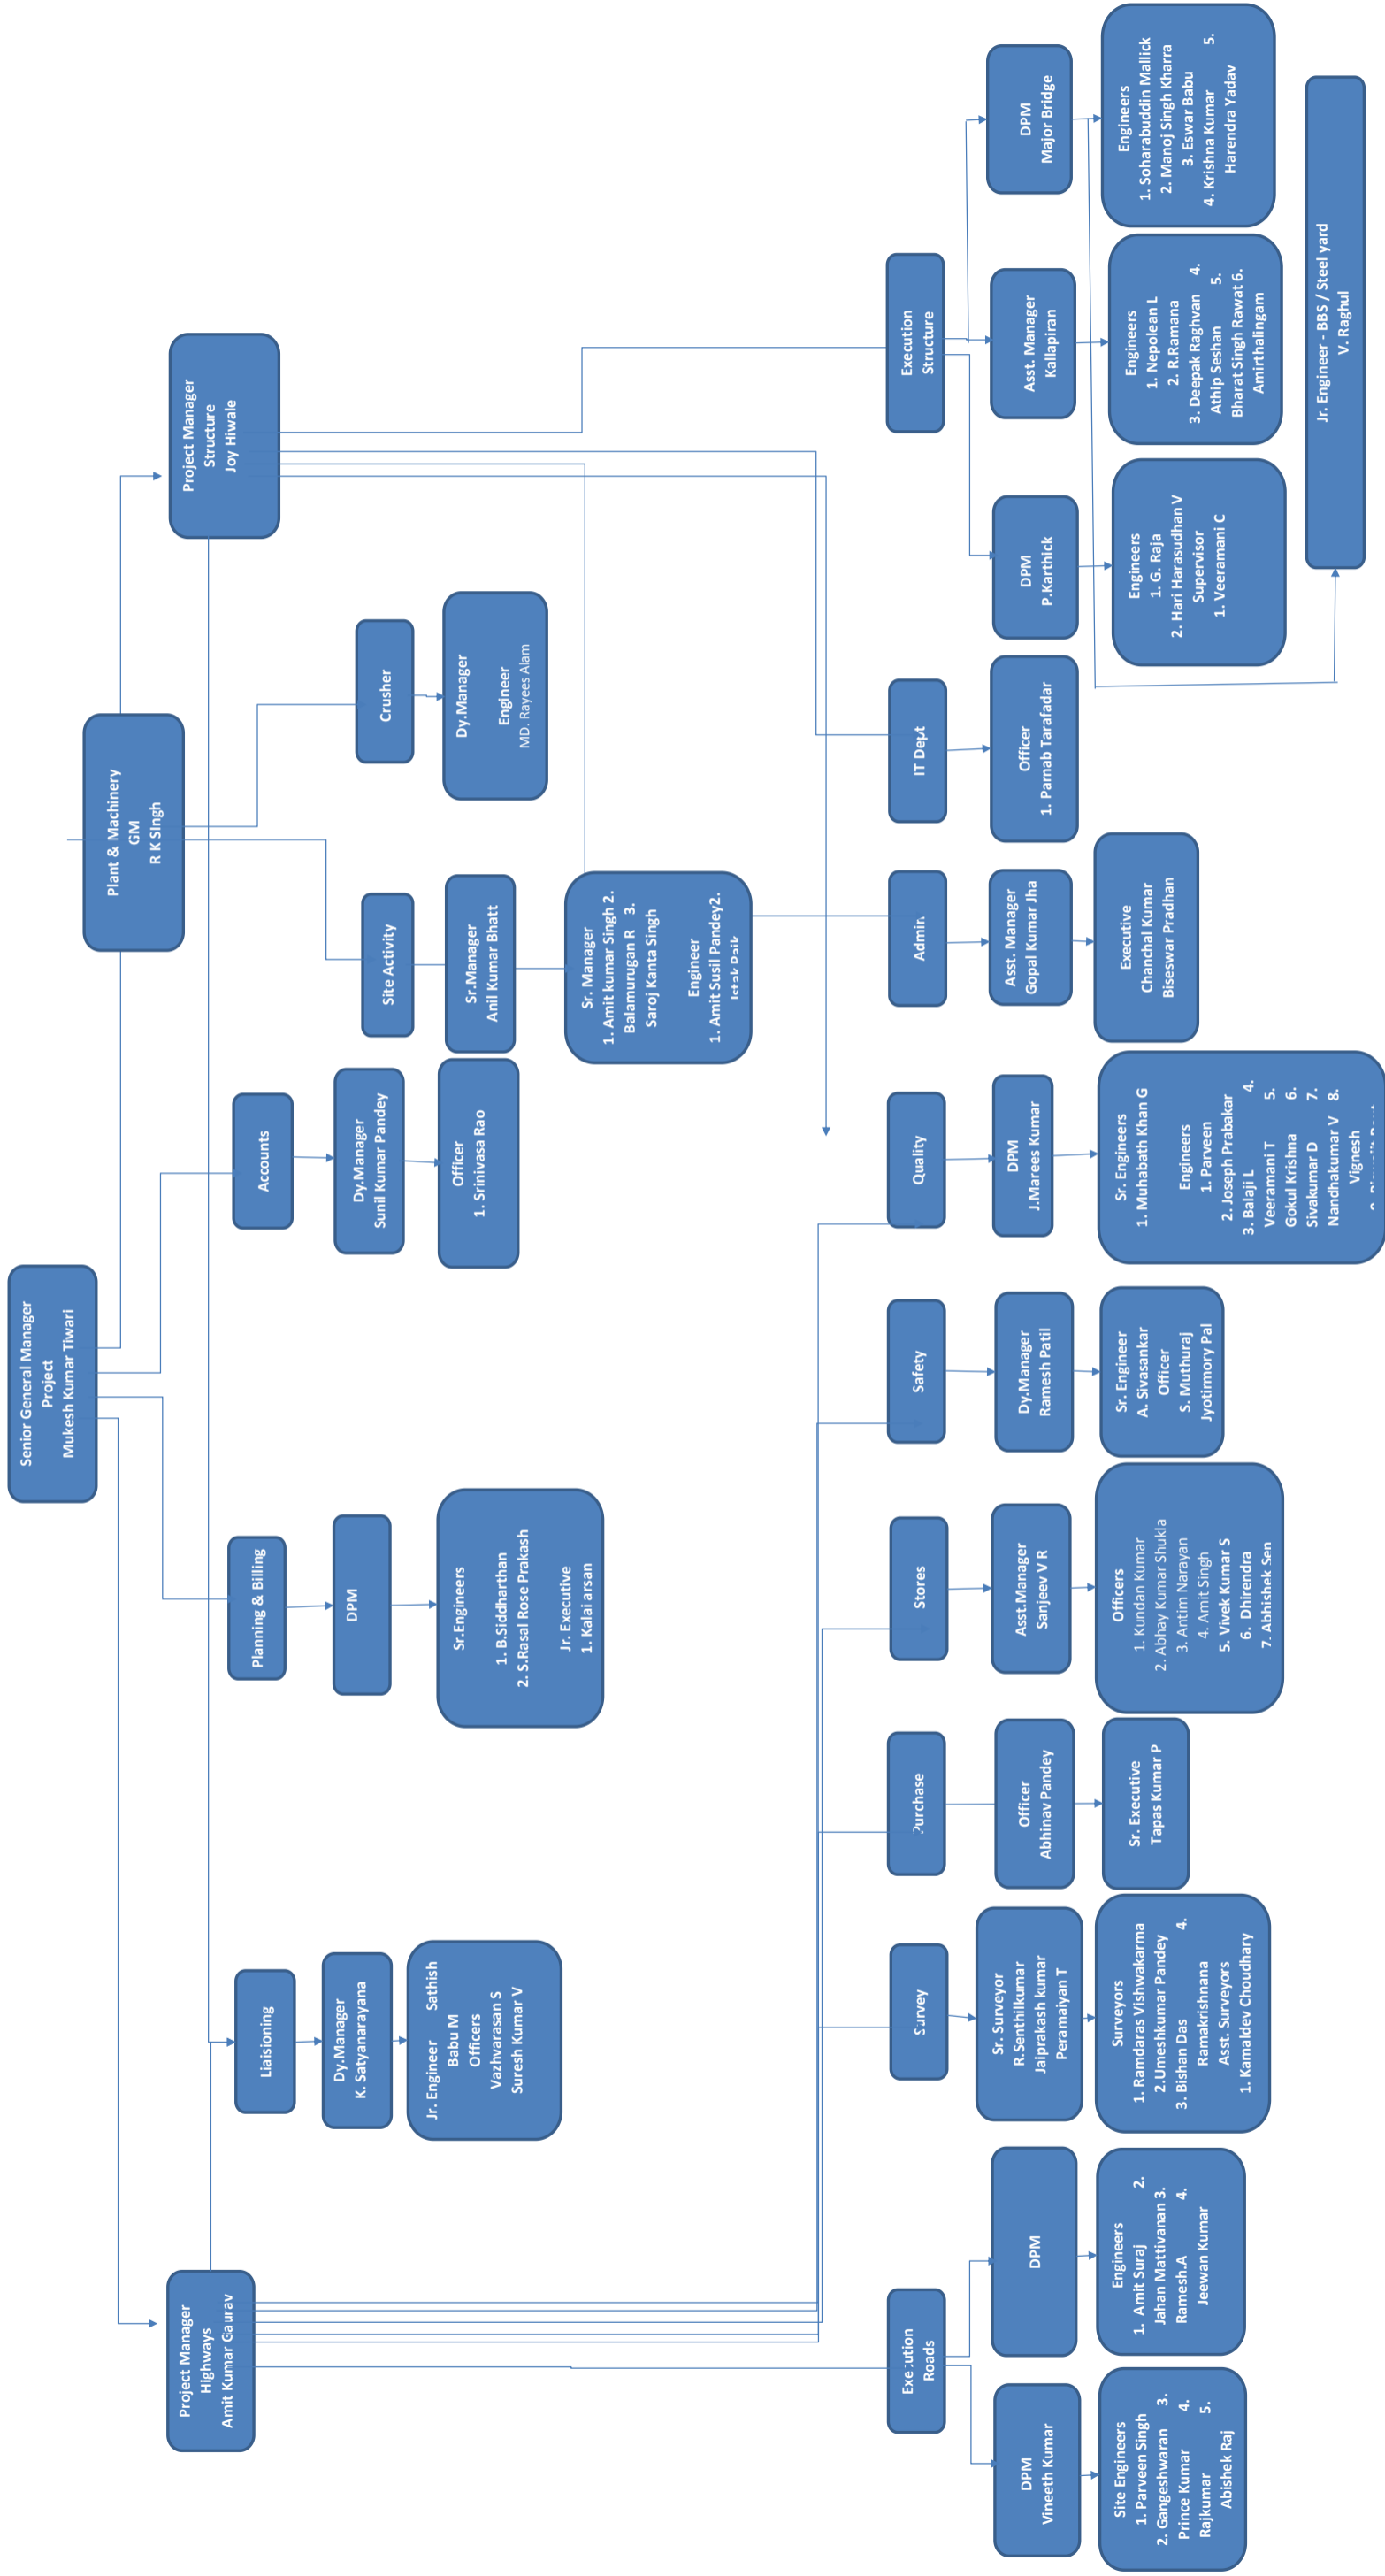 Senior General Manager
Project
Mukesh Kumar Tiwari
Plant & Machinery
GM
R K SIngh
Project Manager
Highways
Amit Kumar Gaurav
Project Manager
Structure
Joy Hiwale
Liaisioning
Dy.Manager
K. Satyanarayana
Jr. Engineer Sathish
Babu M
Officers
Vazhvarasan S
Suresh Kumar V
Planning & Billing
DPM
Sr.Engineers
1. B.Siddharthan
2. S.Rasal Rose Prakash
Jr. Executive
1. Kalai arsan
Accounts
Dy.Manager
Sunil Kumar Pandey
Officer
1. Srinivasa Rao
Site Activity
Sr.Manager
Anil Kumar Bhatt
Sr. Manager
1. Amit kumar Singh 2.
Balamurugan R 3.
Saroj Kanta Singh
Engineer
1. Amit Susil Pandey2.
Crusher
Dy.Manager
Engineer
MD. Rayees Alam
Execution
Roads
DPM
Vineeth Kumar
Site Engineers
1. Parveen Singh
2. Gangeshwaran 3.
Prince Kumar 4.
Rajkumar 5.
Abishek Raj
DPM
Engineers
1. Amit Suraj 2.
Jahan Mattivanan 3.
Ramesh.A 4.
Jeewan Kumar
Survey
Sr. Surveyor
R.Senthilkumar
Jaiprakash kumar
Peramaiyan T
Surveyors
1. Ramdaras Vishwakarma
2.Umeshkumar Pandey
3. Bishan Das 4.
Ramakrishnana
Asst. Surveyors
1. Kamaldev Choudhary
Purchase
Officer
Abhinav Pandey
Sr. Executive
Tapas Kumar P
Stores
Asst.Manager
Sanjeev V R
Officers
1. Kundan Kumar
2. Abhay Kumar Shukla
3. Antim Narayan
4. Amit Singh
5. Vivek Kumar S
6. Dhirendra
7. Abhishek Sen
Safety
Dy.Manager
Ramesh Patil
Sr. Engineer
A. Sivasankar
Officer
S. Muthuraj
Jyotirmory Pal
Quality
DPM
J.Marees Kumar
Sr. Engineers
1. Muhabath Khan G
Engineers
1. Parveen
2. Joseph Prabakar
3. Balaji L 4.
Veeramani T 5.
Gokul Krishna 6.
Sivakumar D 7.
Nandhakumar V 8.
Vignesh
Admin
Asst. Manager
Gopal Kumar Jha
Executive
Chanchal Kumar
Biseswar Pradhan
IT Dept
Officer
1. Parnab Tarafadar
Execution
Structure
DPM
P.Karthick
Engineers
1. G. Raja
2. Hari Harasudhan V
Supervisor
1. Veeramani C
Asst. Manager
Kallapiran
Engineers
1. Nepolean L
2. R.Ramana
3. Deepak Raghvan 4.
Athip Seshan 5.
Bharat Singh Rawat 6.
Amirthalingam
DPM
Major Bridge
Engineers
1. Soharabuddin Mallick
2. Manoj Singh Kharra
3. Eswar Babu
4. Krishna Kumar 5.
Harendra Yadav
Jr. Engineer - BBS / Steel yard
V. Raghul